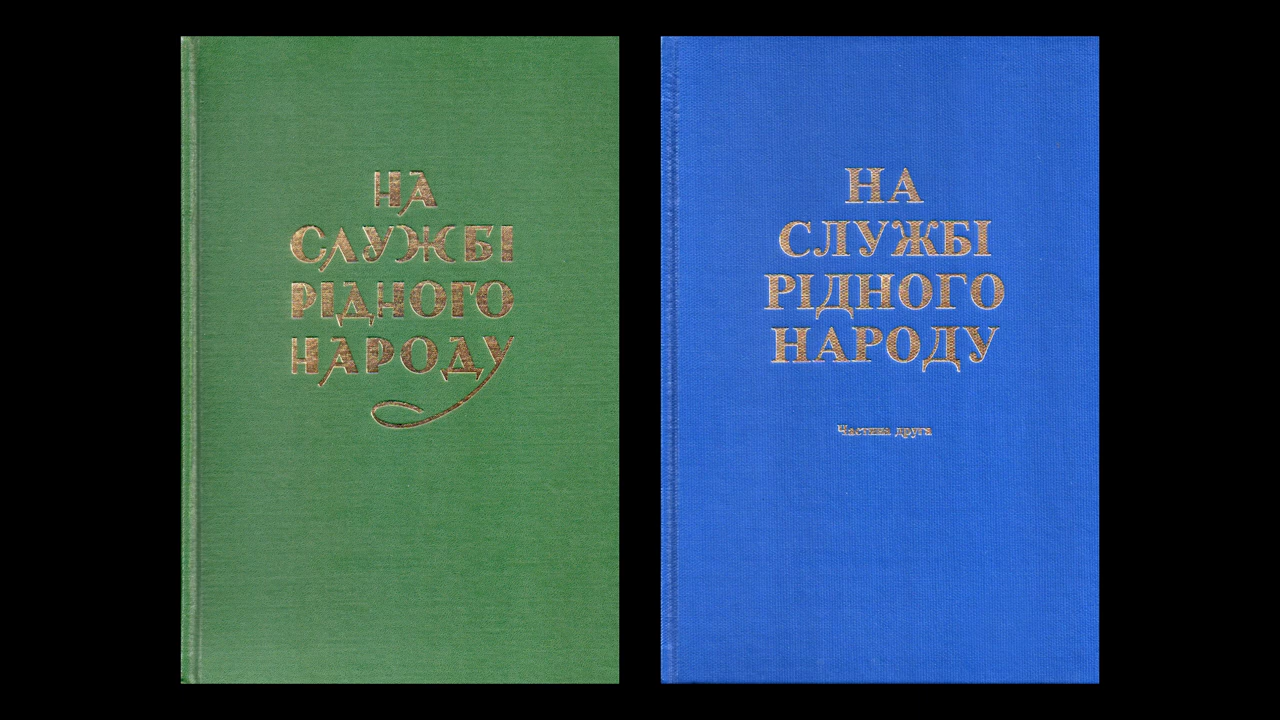 НА
СЛУЖБІ
РІДНОГО
НАРОДУ
НА
СЛУЖБІ
РІДНОГО
НАРОДУ
Частина друга